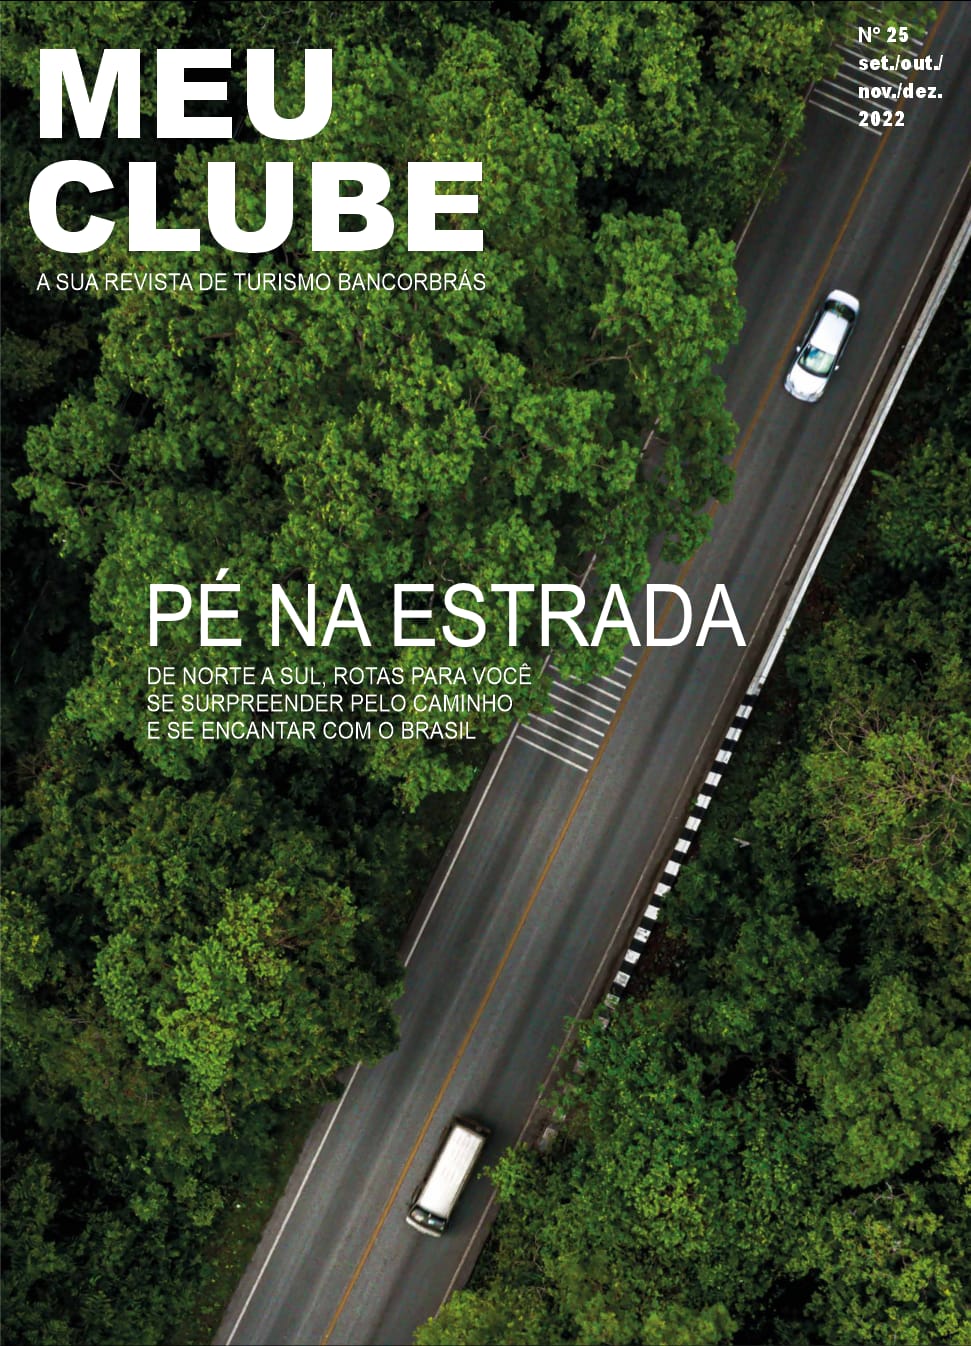 MEU
CLUBE
A SUA REVISTA DE TURISMO BANCORBRÁS
Nº 25
set./out./
nov./dez.
2022
PÉ NA ESTRADA
DE NORTE A SUL, ROTAS PARA VOCÊ
SE SURPREENDER PELO CAMINHO
E SE ENCANTAR COM O BRASIL